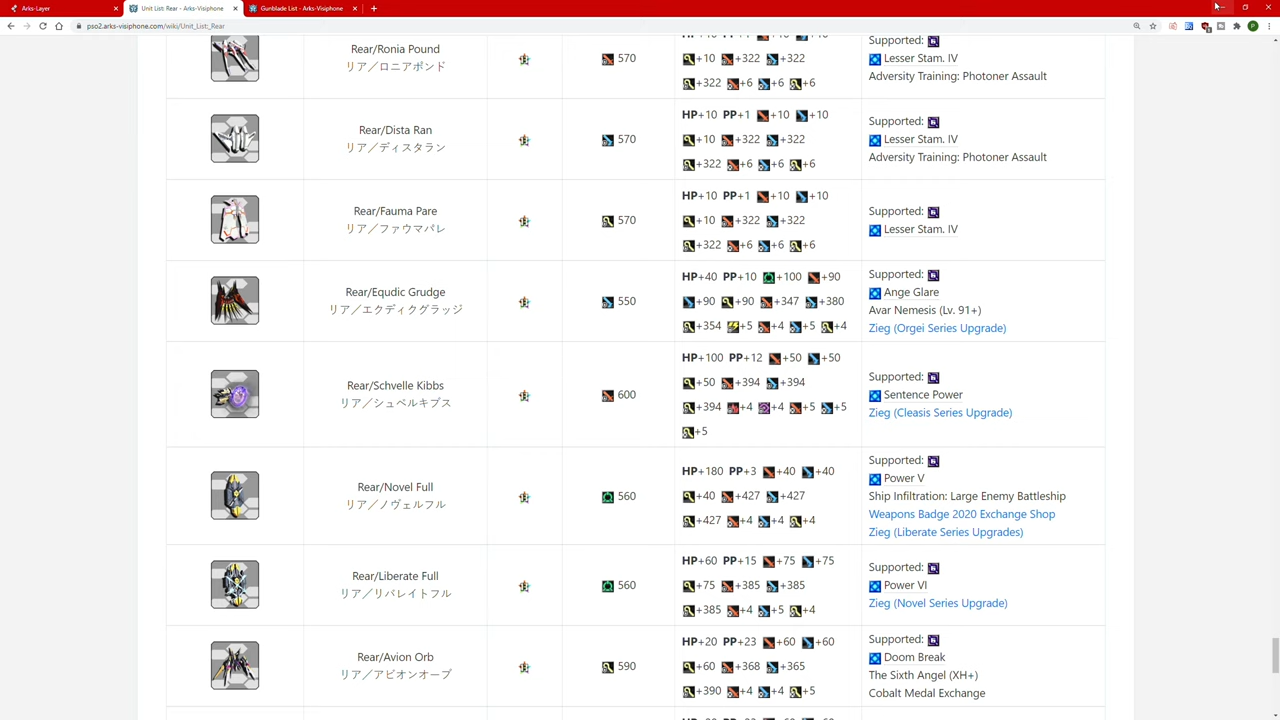 Arks-Layer
Unit List: Rear - Arks-Visiphone
Gunblade List - Arks-Visiphone
pso2.arks-visiphone.com/wiki/Unit_List:_Rear
Rear/Ronia Pound
リア／ロニアポンド
570
+10 +322 +322
+322 +6 +6 +6
Supported:
Lesser Stam. IV
Adversity Training: Photoner Assault
Rear/Dista Ran
リア／ディスタラン
570
HP+10 PP+1 +10 +10
+10 +322 +322
+322 +6 +6 +6
Supported:
Lesser Stam. IV
Adversity Training: Photoner Assault
Rear/Fauma Pare
リア／ファウマパレ
570
HP+10 PP+1 +10 +10
+10 +322 +322
+322 +6 +6 +6
Supported:
Lesser Stam. IV
Rear/Equdic Grudge
リア／エクディクグラッジ
550
HP+40 PP+10 +100 +90
+90 +90 +347 +380
+354 +5 +4 +5 +4
Supported:
Ange Glare
Avar Nemesis (Lv. 91+)
Zieg (Orgei Series Upgrade)
Rear/Schvelle Kibbs
リア／シュベルキプス
600
HP+100 PP+12 +50 +50
+50 +394 +394
+394 +4 +4 +5 +5
+5
Supported:
Sentence Power
Zieg (Cleasis Series Upgrade)
Rear/Novel Full
リア／ノヴェルフル
560
HP+180 PP+3 +40 +40
+40 +427 +427
+427 +4 +4 +4
Supported:
Power V
Ship Infiltration: Large Enemy Battleship
Weapons Badge 2020 Exchange Shop
Zieg (Liberate Series Upgrades)
Rear/Liberate Full
リア／リバレイトフル
560
HP+60 PP+15 +75 +75
+75 +385 +385
+385 +4 +5 +4
Supported:
Power VI
Zieg (Novel Series Upgrade)
Rear/Avion Orb
リア／アビオンオーブ
590
HP+20 PP+23 +60 +60
+60 +368 +365
+390 +4 +4 +5
Supported:
Doom Break
The Sixth Angel (XH+)
Cobalt Medal Exchange